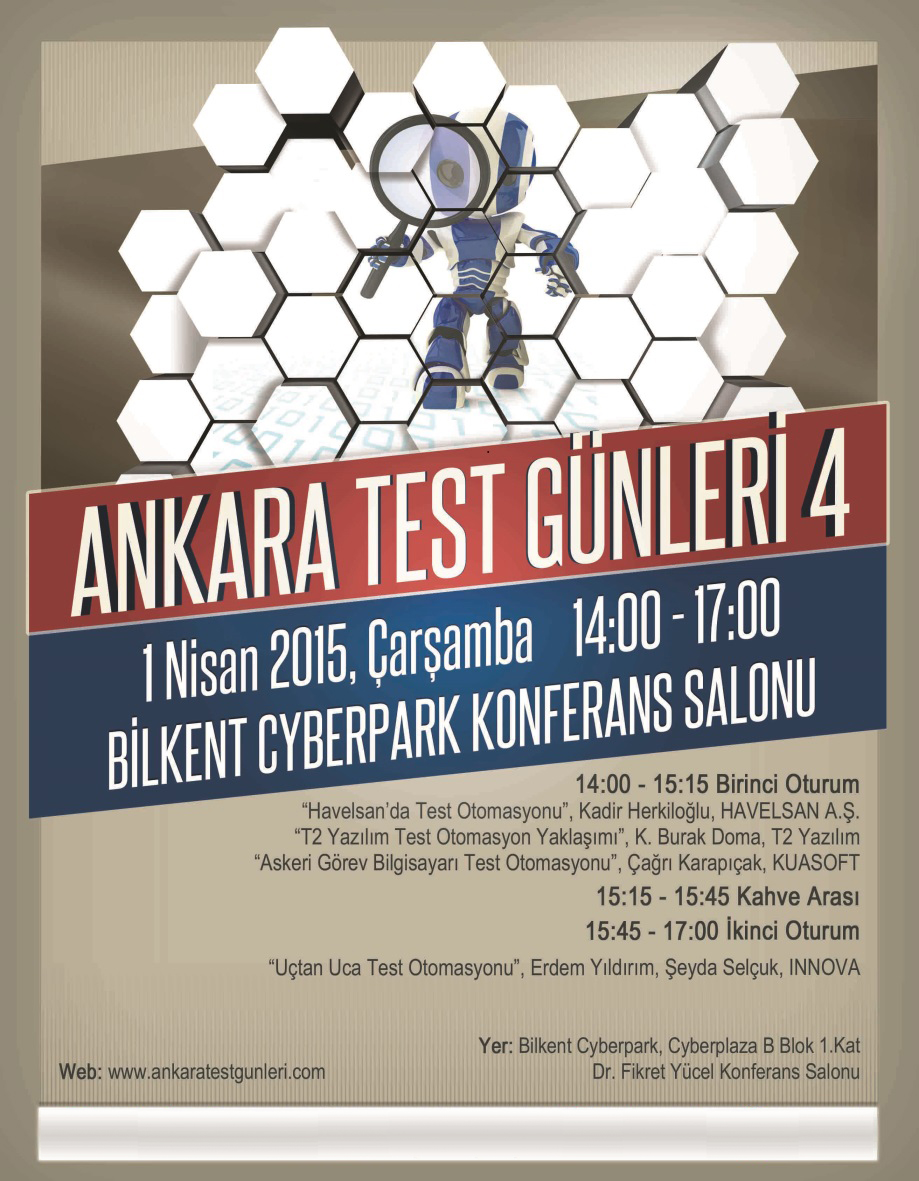 ANKARA TEST GÜNLERİ 4
1 Nisan 2015, Çarşamba 14:00 - 17:00
BİLKENT CYBERPARK KONFERANS SALONU
14:00 - 15:15 Birinci Oturum
“Havelsan’da Test Otomasyonu”, Kadir Herkiloğlu, HAVELSAN A.Ş.
“T2 Yazılım Test Otomasyon Yaklaşımı”, K. Burak Doma, T2 Yazılım
“Askeri Görev Bilgisayarı Test Otomasyonu”, Çağrı Karapıçak, KUASOFT
15:15 - 15:45 Kahve Arası
15:45 - 17:00 İkinci Oturum
“Uçtan Uca Test Otomasyonu”, Erdem Yıldırım, Şeyda Selçuk, INNOVA
Yer: Bilkent Cyberpark, Cyberplaza B Blok 1.Kat
Dr. Fikret Yücel Konferans Salonu
Web: www.ankaratestgunleri.com